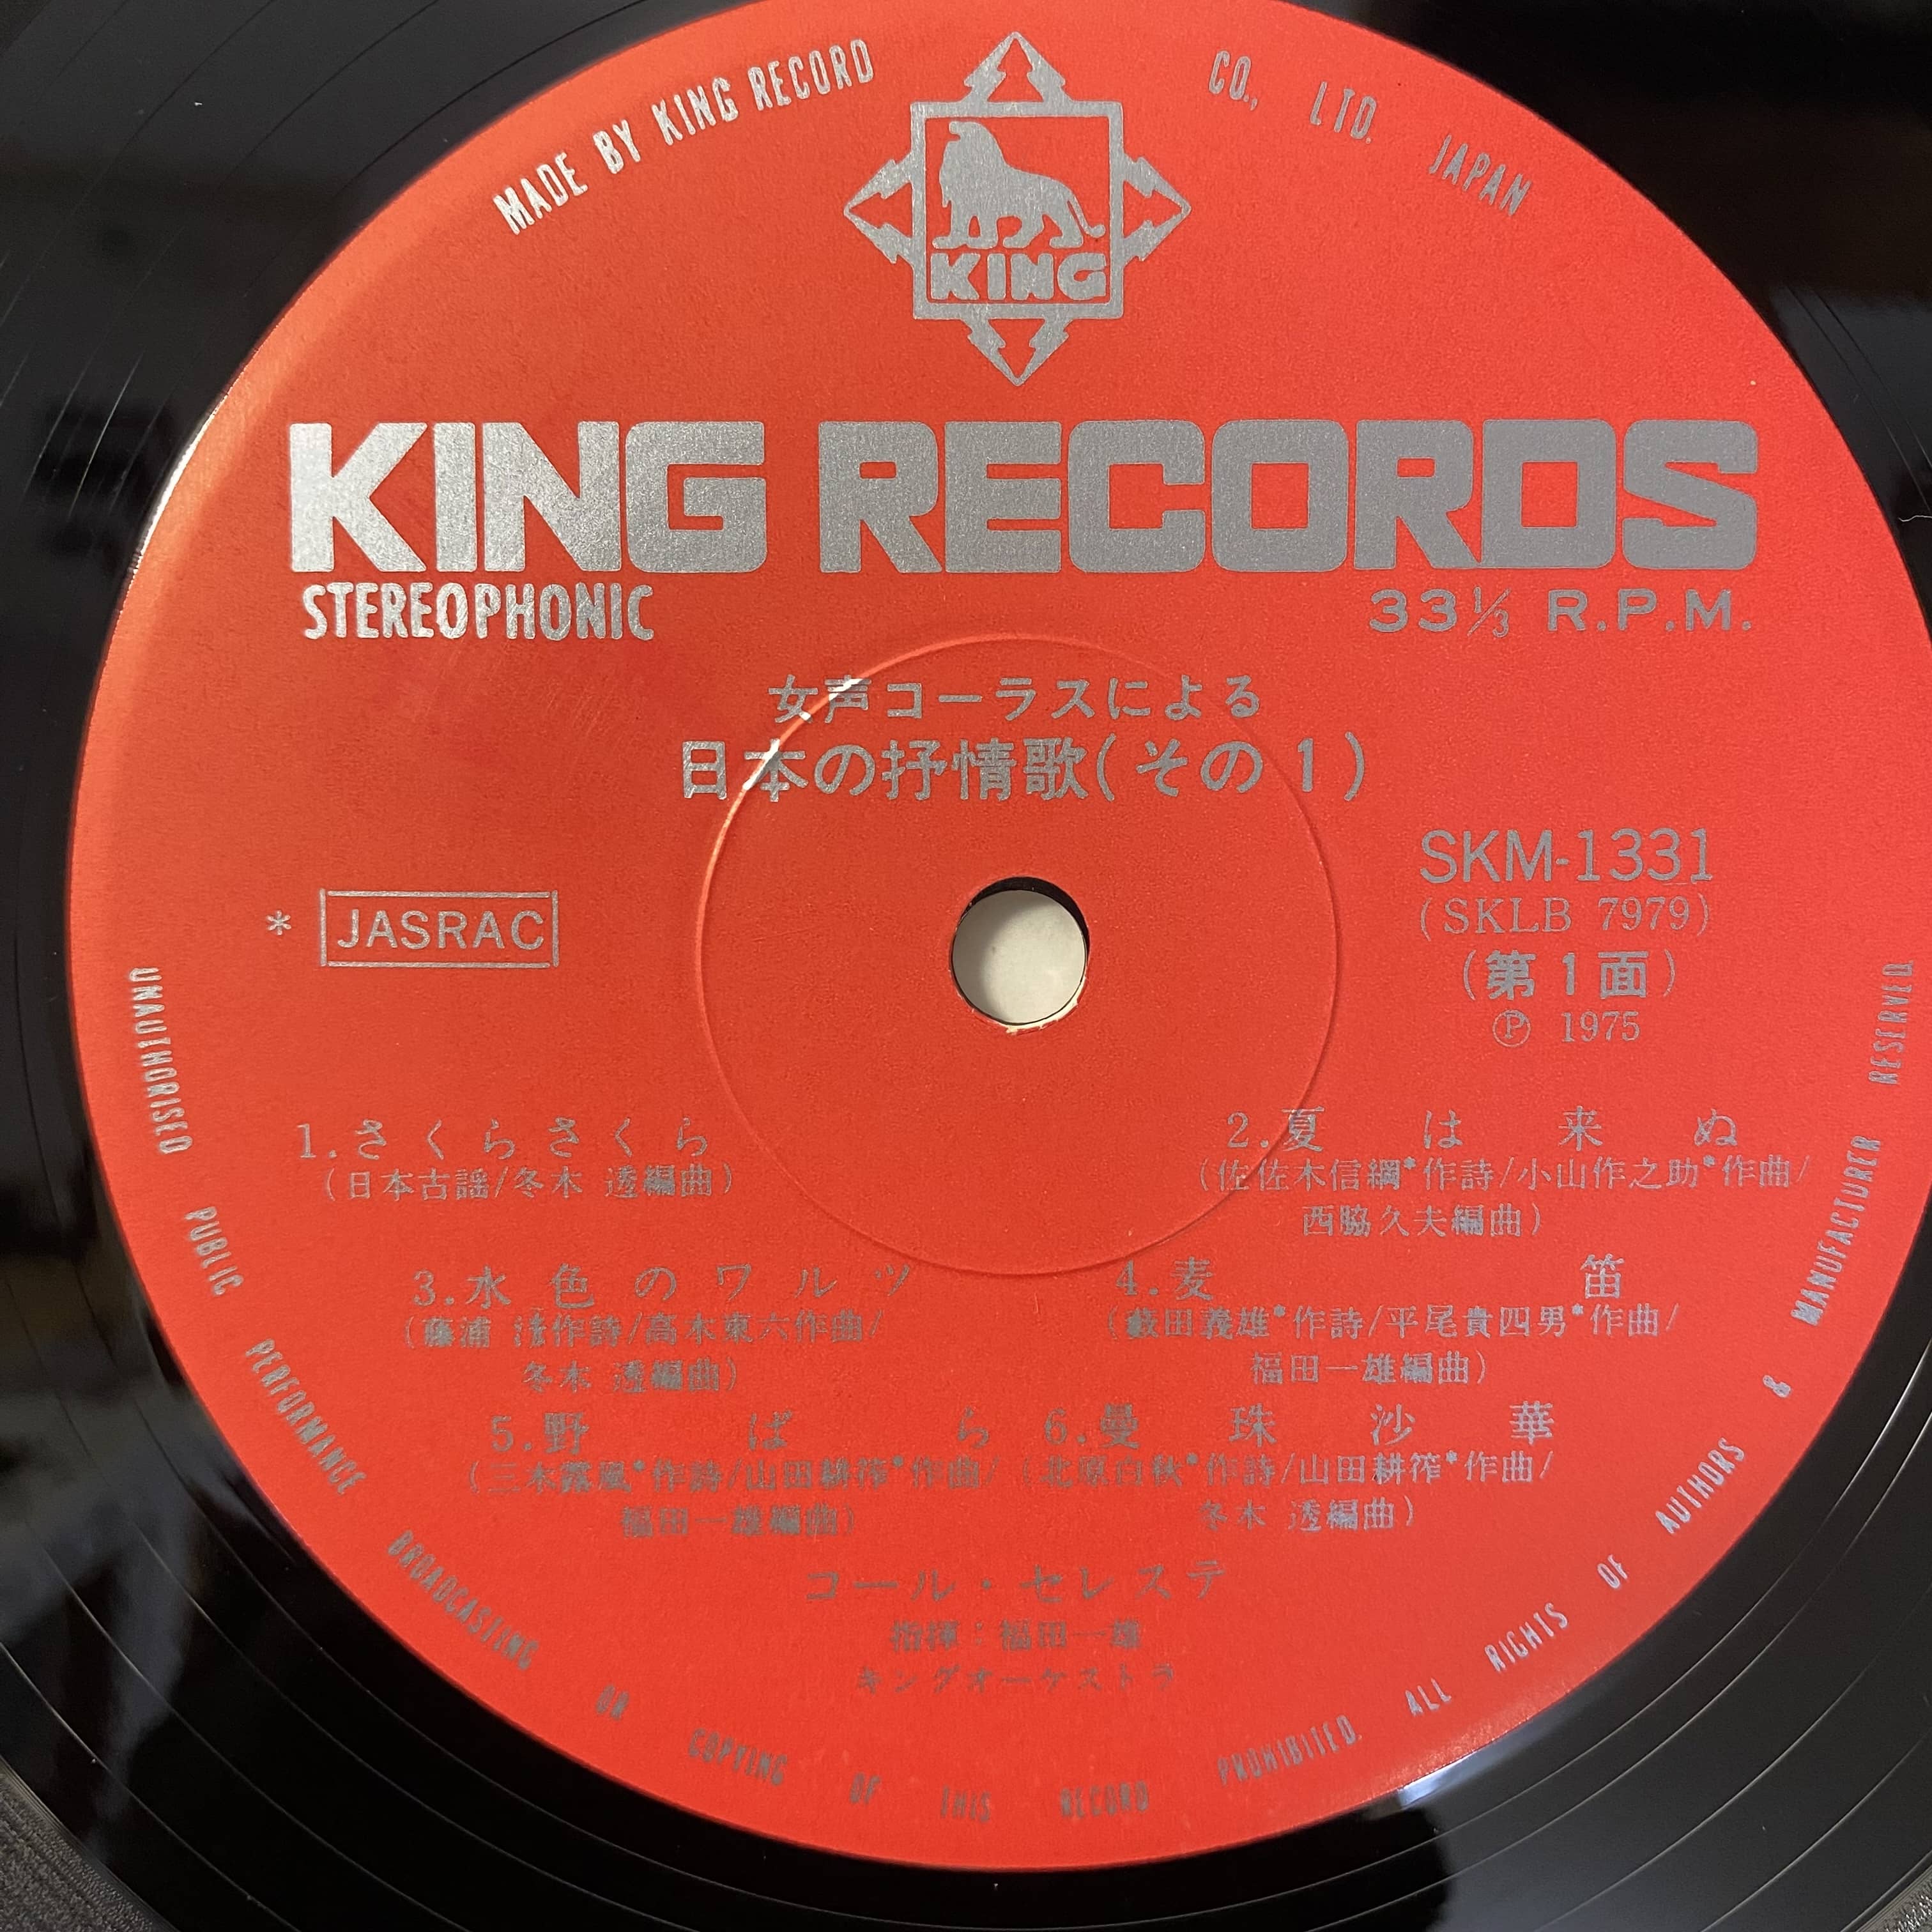 MADE BY KING RECORD CO., LTD. JAPAN
KING
KING RECORDS
STEREOPHONIC
33⅓ R.P.M.
女声コーラスによる
日本の抒情歌(その1)
SKM-1331
(SKLB 7979)
* JASRAC
(第1面)
Ⓟ 1975
1.さくらさくら
(日本古謡/冬木 透編曲)
2.夏は来ぬ
(佐佐木信綱*作詩/小山作之助*作曲/
西脇久夫編曲)
3.水色のワルツ
(藤浦 洸作詩/高木東六作曲/
冬木 透編曲)
4.麦笛
(薮田義雄*作詩/平尾貴四男*作曲/
福田一雄編曲)
5.野ばら
(三木露風*作詩/山田耕筰*作曲/
福田一雄編曲)
6.曼珠沙華
(北原白秋*作詩/山田耕筰*作曲/
冬木 透編曲)
コール・セレステ
指揮:福田一雄
キングオーケストラ
UNAUTHORISED PUBLIC PERFORMANCE BROADCASTING OR COPYING OF THIS RECORD PROHIBITED. ALL RIGHTS OF AUTHORS & MANUFACTURER RESERVED